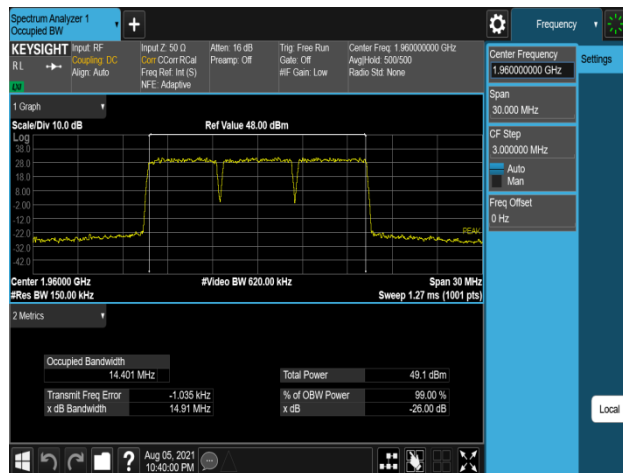 Spectrum Analyzer 1
Occupied BW
Frequency
KEYSIGHT
Input: RF
Coupling: DC
Align: Auto
Input Z: 50 Ω
Corr CCorr RCal
Freq Ref: Int (S)
NFE: Adaptive
Atten: 16 dB
Preamp: Off
Trig: Free Run
Gate: Off
#IF Gain: Low
Center Freq: 1.960000000 GHz
Avg|Hold: 500/500
Radio Std: None
R L
LXI
1 Graph
Scale/Div 10.0 dB
Ref Value 48.00 dBm
Log
38.0
28.0
18.0
8.00
-2.00
-12.0
-22.0
-32.0
-42.0
PEAK
Center 1.96000 GHz
#Video BW 620.00 kHz
Span 30 MHz
#Res BW 150.00 kHz
Sweep 1.27 ms (1001 pts)
2 Metrics
Occupied Bandwidth
14.401 MHz
Total Power
49.1 dBm
Transmit Freq Error
-1.035 kHz
% of OBW Power
99.00 %
x dB Bandwidth
14.91 MHz
x dB
-26.00 dB
Center Frequency
1.960000000 GHz
Settings
Span
30.000 MHz
CF Step
3.000000 MHz
Auto
Man
Freq Offset
0 Hz
Local
?
Aug 05, 2021
10:40:00 PM